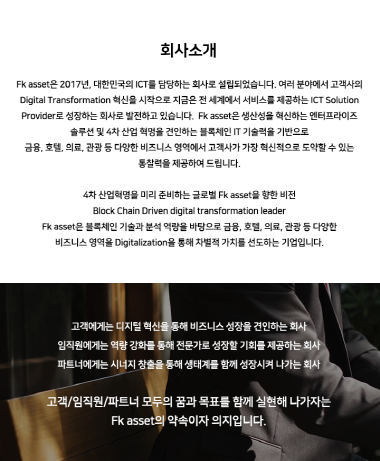 회사소개
Fk asset은 2017년, 대한민국의 ICT를 담당하는 회사로 설립되었습니다. 여러 분야에서 고객사의
Digital Transformation 혁신을 시작으로 지금은 전 세계에서 서비스를 제공하는 ICT Solution
Provider로 성장하는 회사로 발전하고 있습니다. Fk asset은 생산성을 혁신하는 엔터프라이즈
솔루션 및 4차 산업 혁명을 견인하는 블록체인 IT 기술력을 기반으로
금융, 호텔, 의료, 관광 등 다양한 비즈니스 영역에서 고객사가 가장 혁신적으로 도약할 수 있는
통찰력을 제공하여 드립니다.
4차 산업혁명을 미리 준비하는 글로벌 Fk asset을 향한 비전
Block Chain Driven digital transformation leader
Fk asset은 블록체인 기술과 분석 역량을 바탕으로 금융, 호텔, 의료, 관광 등 다양한
비즈니스 영역을 Digitalization을 통해 차별적 가치를 선도하는 기업입니다.
고객에게는 디지털 혁신을 통해 비즈니스 성장을 견인하는 회사
임직원에게는 역량 강화를 통해 전문가로 성장할 기회를 제공하는 회사
파트너에게는 시너지 창출을 통해 생태계를 함께 성장시켜 나가는 회사
고객/임직원/파트너 모두의 꿈과 목표를 함께 실현해 나가자는
Fk asset의 약속이자 의지입니다.